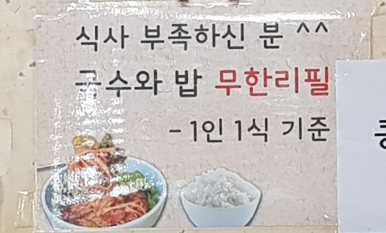 식사 부족하신 분 ^^
국수와 밥 무한리필
- 1인 1식 기준